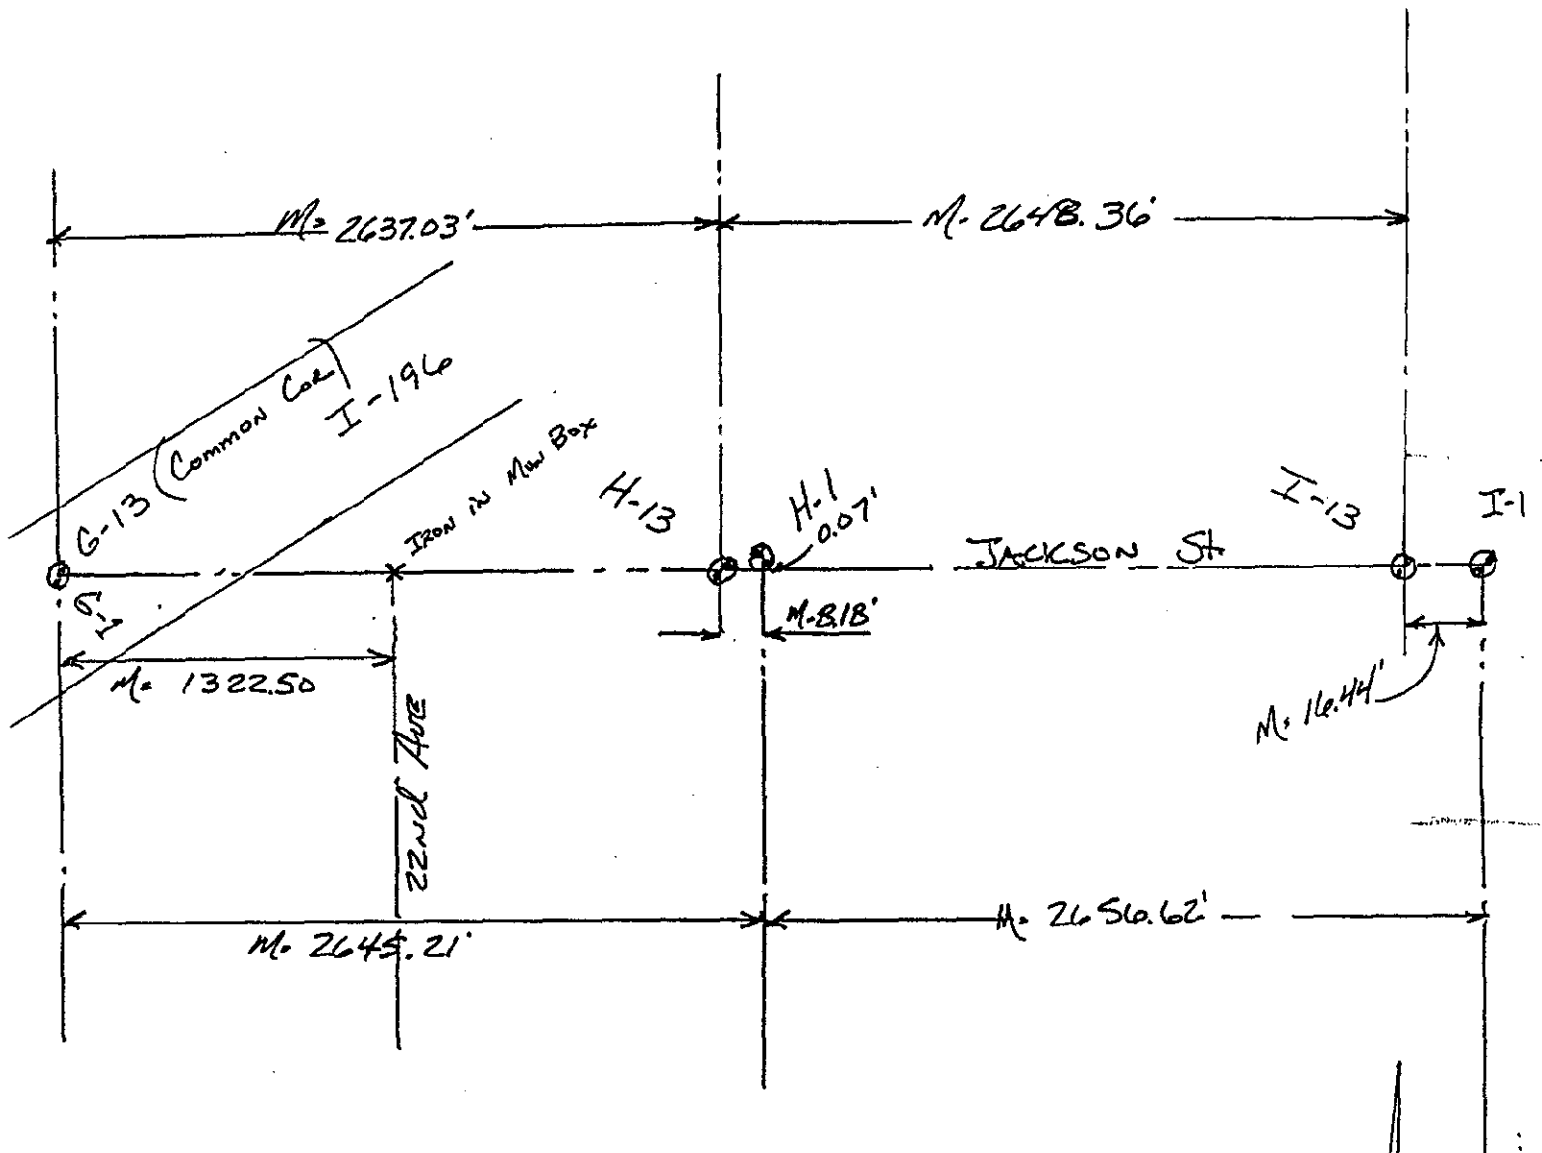 M= 2637.03'
M- 2648.36'
G-13 (Common Cor)
I-196
Iron in Mon Box
H-13
H-1
0.07'
Jackson St
I-13
I-1
G-1
M-8.18'
M= 1322.50
M= 16.44'
22nd Ave
M= 2645.21'
M= 2656.62'